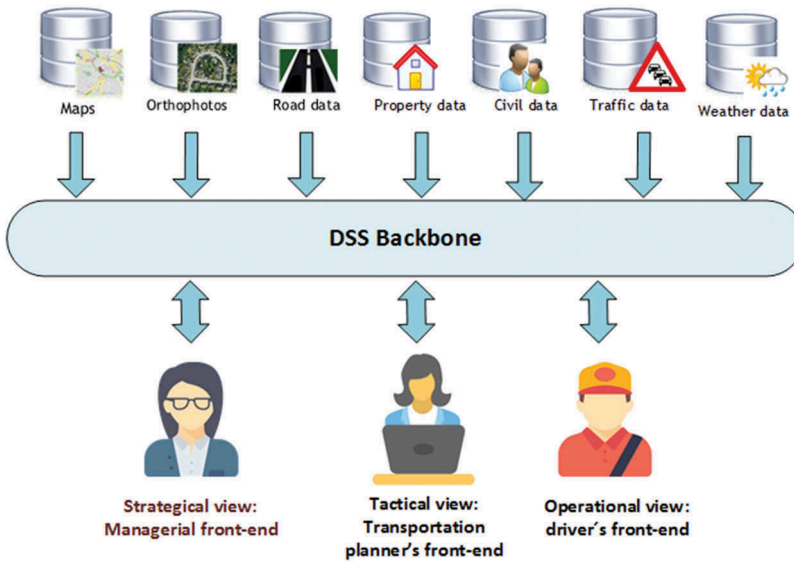 Maps
Orthophotos
Road data
Property data
Civil data
Traffic data
Weather data
DSS Backbone
Strategical view:
Managerial front-end
Tactical view:
Transportation
planner's front-end
Operational view:
driver´s front-end